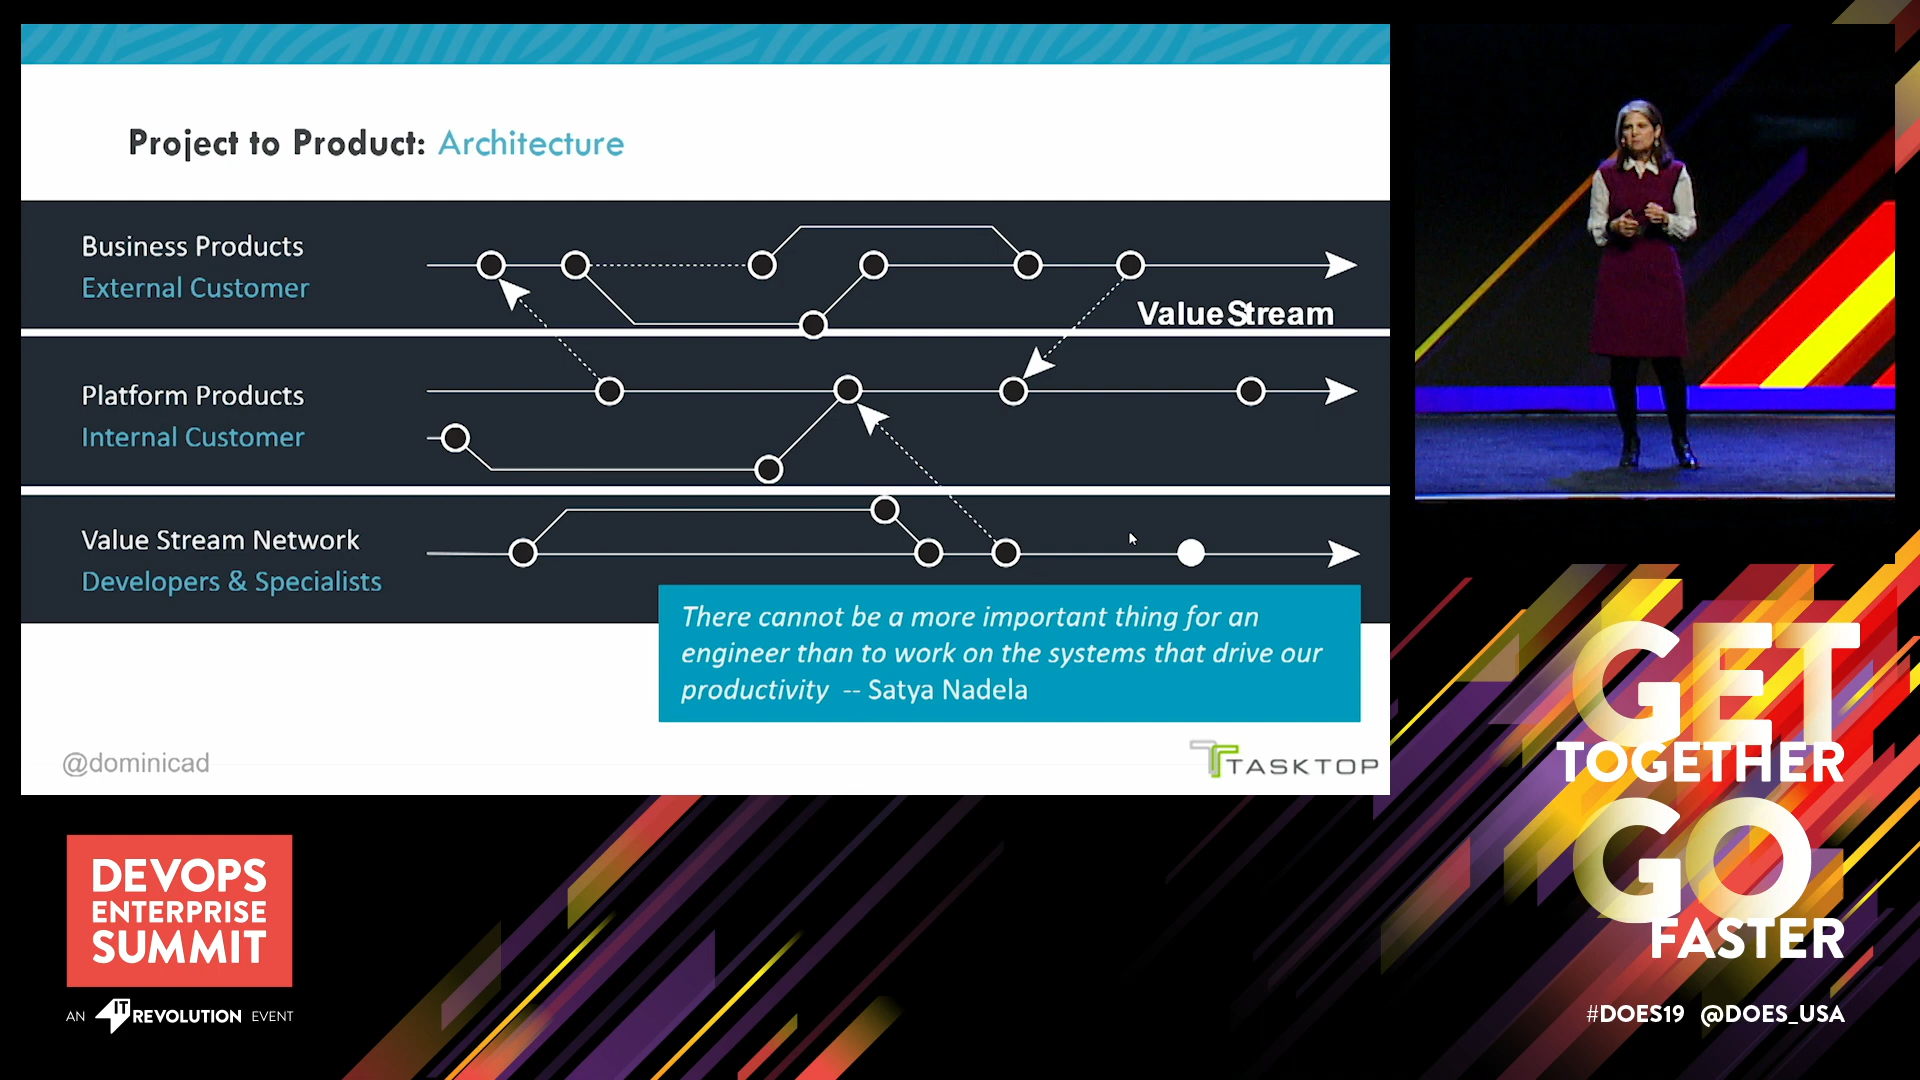 Project to Product: Architecture
Business Products
External Customer
Value Stream
Platform Products
Internal Customer
Value Stream Network
Developers & Specialists
There cannot be a more important thing for an
engineer than to work on the systems that drive our
productivity -- Satya Nadela
@dominicad
TASKTOP
GET
TOGETHER
GO
FASTER
DEVOPS
ENTERPRISE
SUMMIT
AN IT REVOLUTION EVENT
#DOES19 @DOES_USA